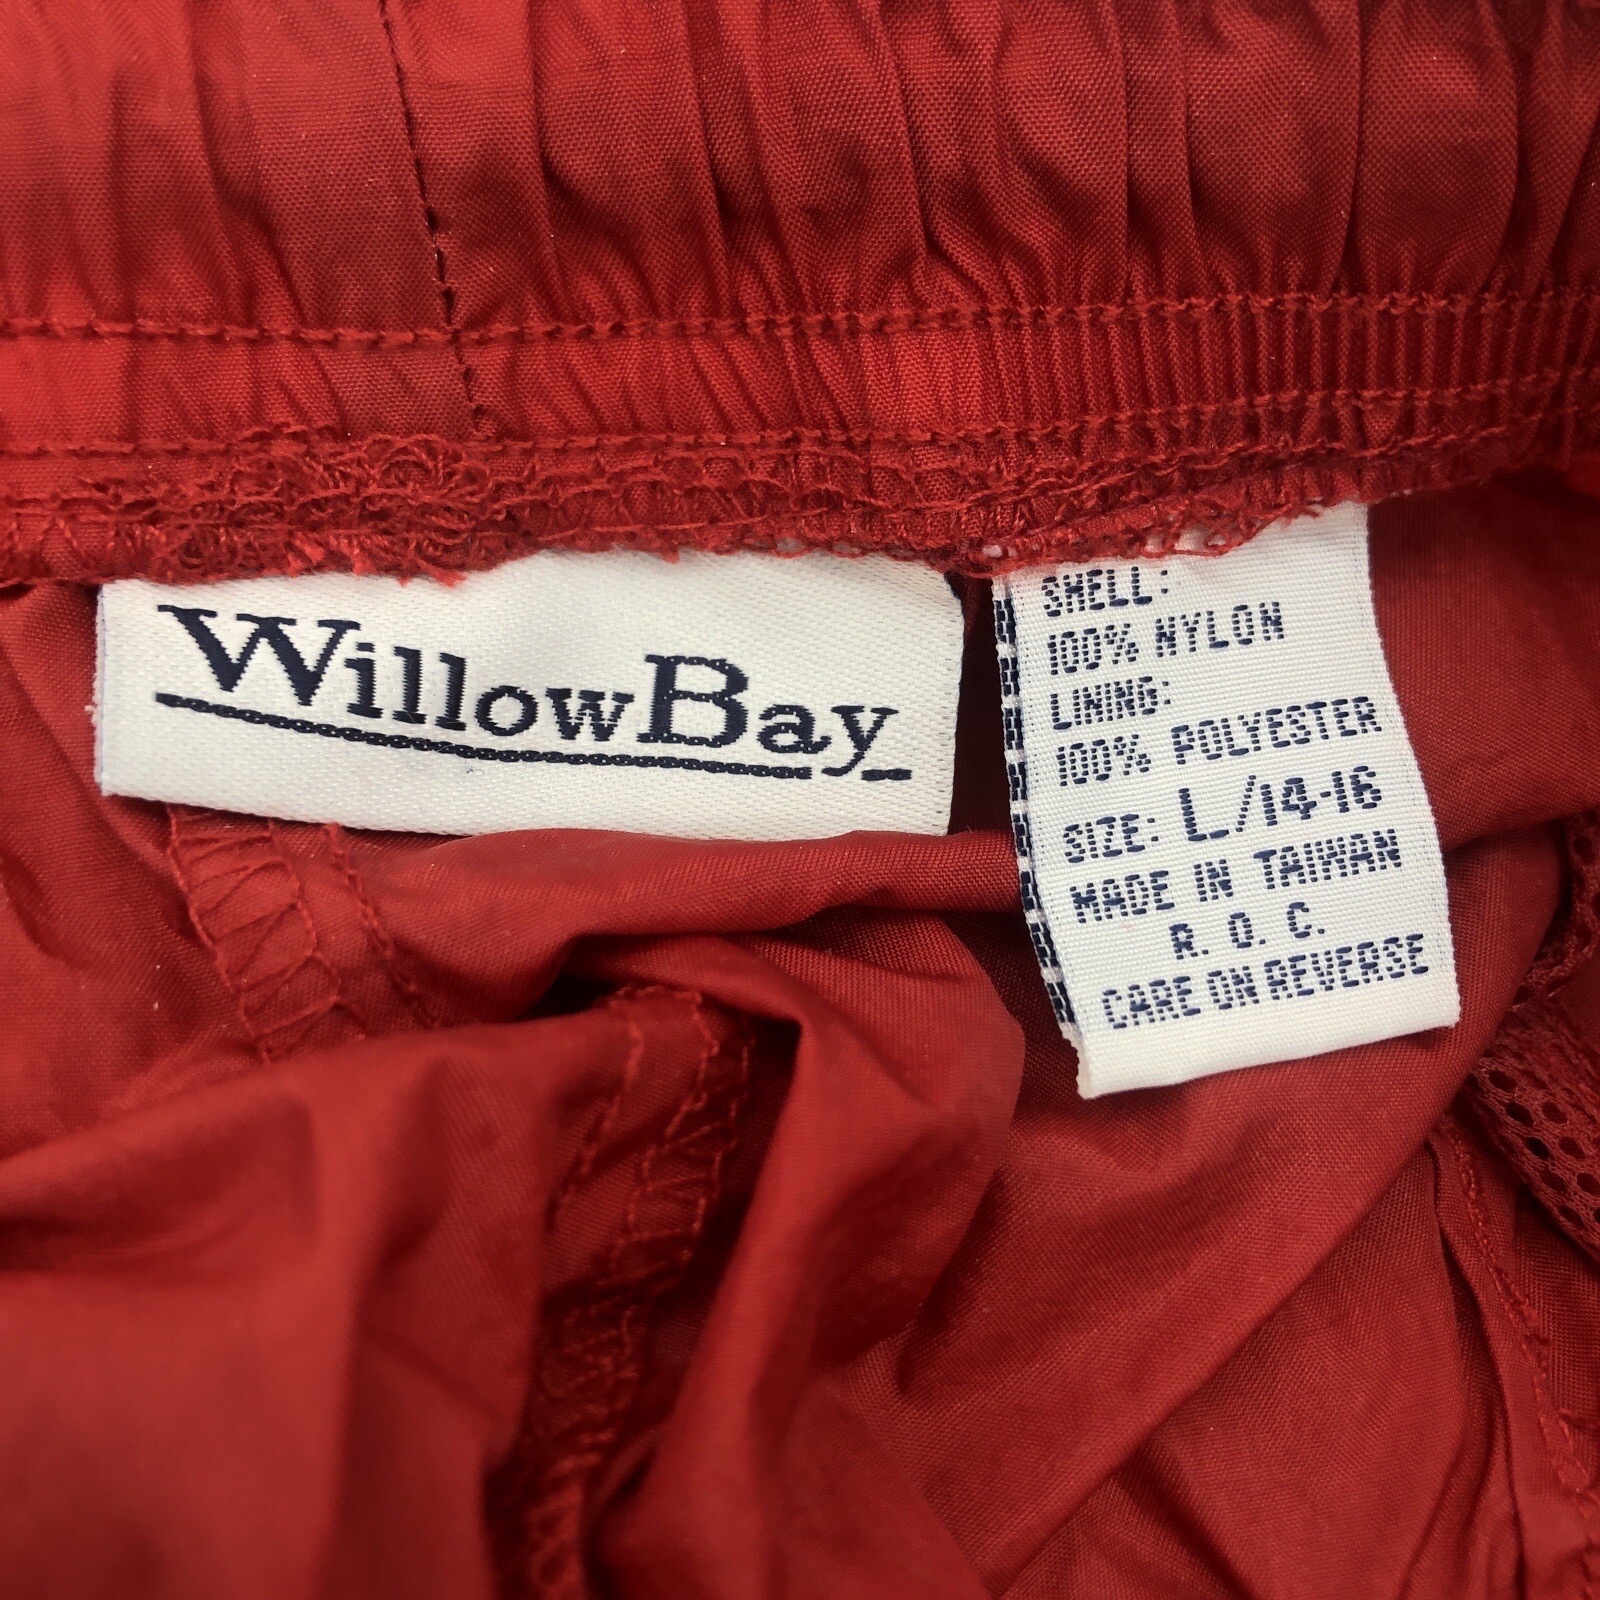 WillowBay
SHELL:
100% NYLON
LINING:
100% POLYESTER
SIZE: L/14-16
MADE IN TAIWAN
R. O. C.
CARE ON REVERSE